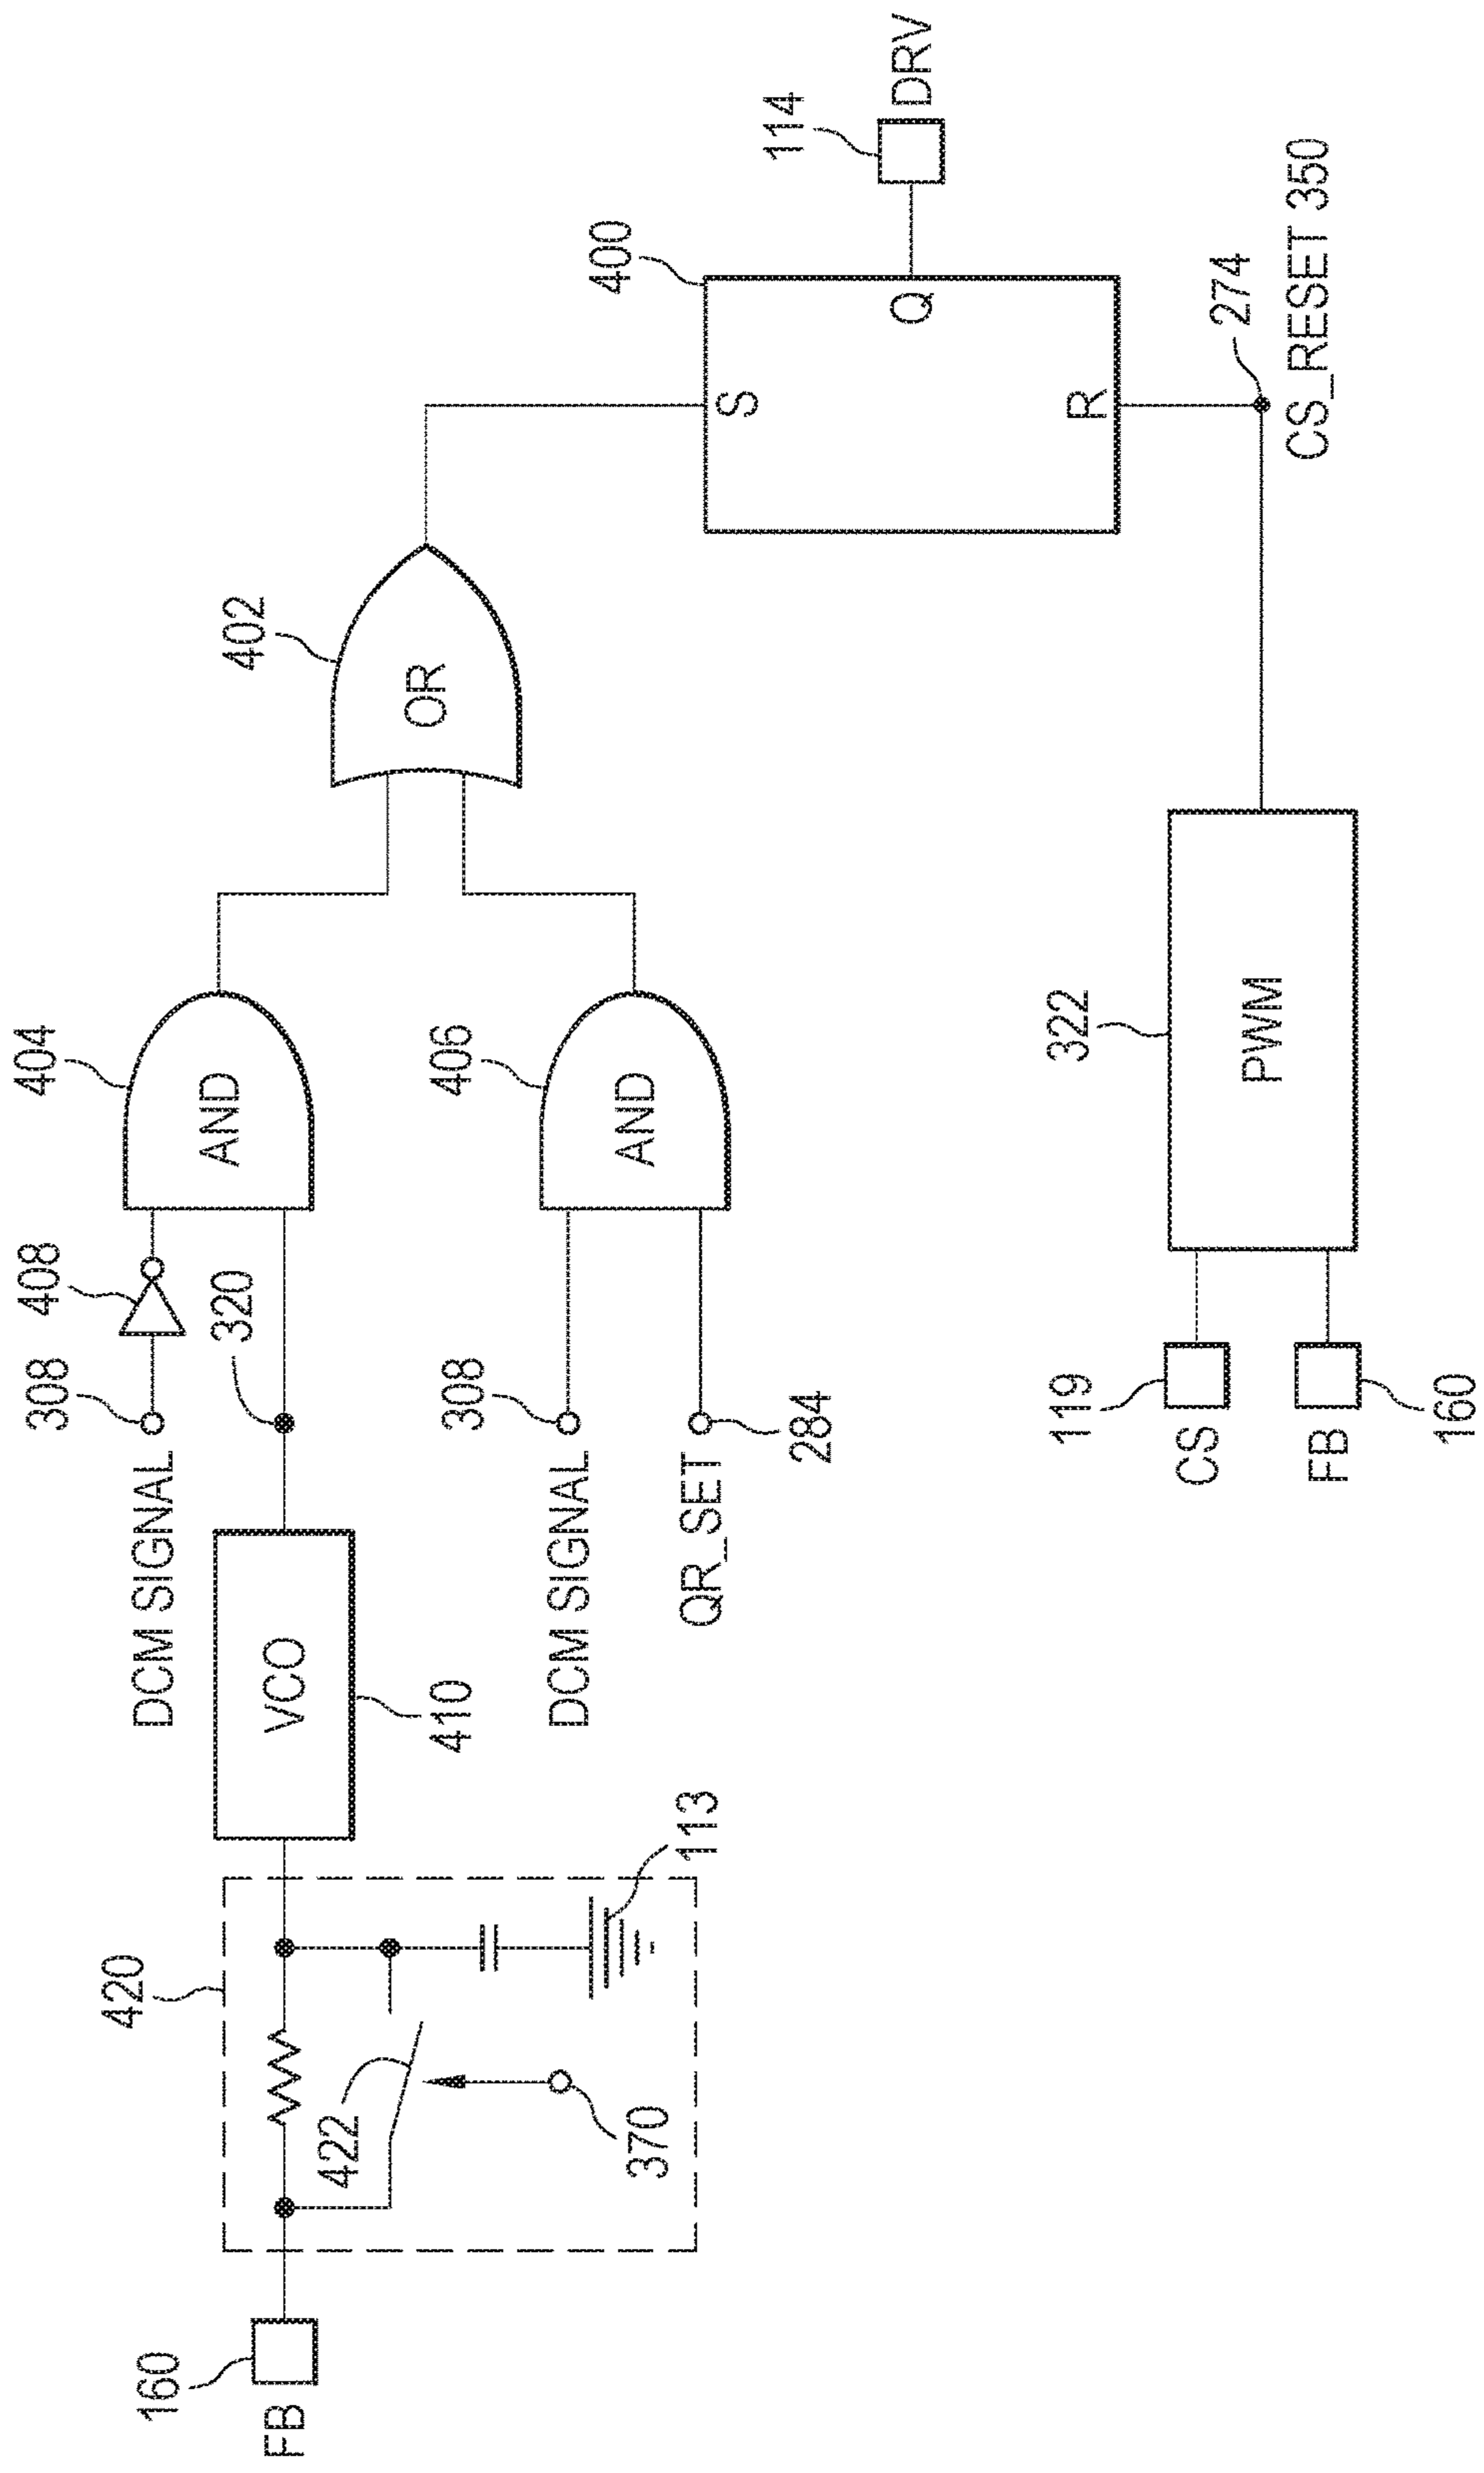 160
FB
420
422
370
113
VCO
410
DCM SIGNAL
308
408
320
AND
404
DCM SIGNAL
308
QR_SET
284
AND
406
OR
402
400
S
Q
R
114
DRV
274
CS_RESET 350
PWM
322
119
CS
FB
160